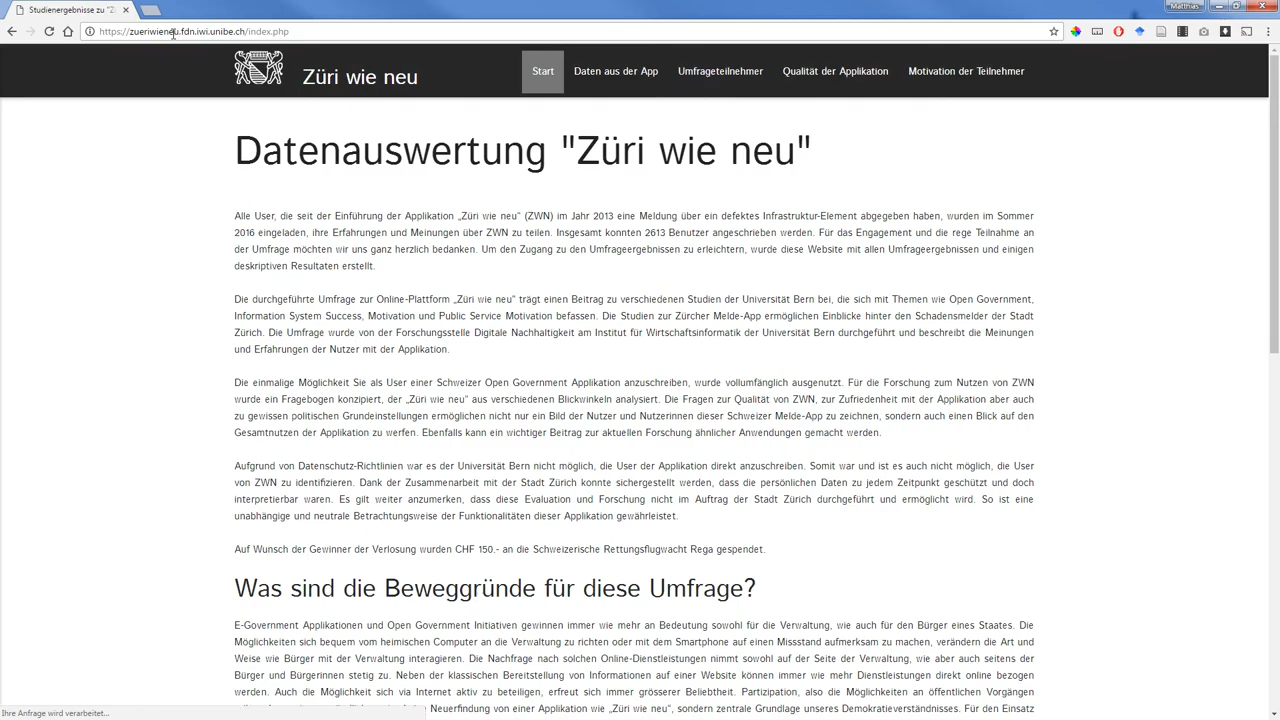 Studienergebnisse zu "Zü
Matthias
https://zueriwieneu.fdn.iwi.unibe.ch/index.php
Züri wie neu
Start
Daten aus der App
Umfrageteilnehmer
Qualität der Applikation
Motivation der Teilnehmer
Datenauswertung "Züri wie neu"
Alle User, die seit der Einführung der Applikation „Züri wie neu" (ZWN) im Jahr 2013 eine Meldung über ein defektes Infrastruktur-Element abgegeben haben, wurden im Sommer
2016 eingeladen, ihre Erfahrungen und Meinungen über ZWN zu teilen. Insgesamt konnten 2613 Benutzer angeschrieben werden. Für das Engagement und die rege Teilnahme an
der Umfrage möchten wir uns ganz herzlich bedanken. Um den Zugang zu den Umfrageergebnissen zu erleichtern, wurde diese Website mit allen Umfrageergebnissen und einigen
deskriptiven Resultaten erstellt.
Die durchgeführte Umfrage zur Online-Plattform „Züri wie neu" trägt einen Beitrag zu verschiedenen Studien der Universität Bern bei, die sich mit Themen wie Open Government,
Information System Success, Motivation und Public Service Motivation befassen. Die Studien zur Zürcher Melde-App ermöglichen Einblicke hinter den Schadensmelder der Stadt
Zürich. Die Umfrage wurde von der Forschungsstelle Digitale Nachhaltigkeit am Institut für Wirtschaftsinformatik der Universität Bern durchgeführt und beschreibt die Meinungen
und Erfahrungen der Nutzer mit der Applikation.
Die einmalige Möglichkeit Sie als User einer Schweizer Open Government Applikation anzuschreiben, wurde vollumfänglich ausgenutzt. Für die Forschung zum Nutzen von ZWN
wurde ein Fragebogen konzipiert, der „Züri wie neu" aus verschiedenen Blickwinkeln analysiert. Die Fragen zur Qualität von ZWN, zur Zufriedenheit mit der Applikation aber auch
zu gewissen politischen Grundeinstellungen ermöglichen nicht nur ein Bild der Nutzer und Nutzerinnen dieser Schweizer Melde-App zu zeichnen, sondern auch einen Blick auf den
Gesamtnutzen der Applikation zu werfen. Ebenfalls kann ein wichtiger Beitrag zur aktuellen Forschung ähnlicher Anwendungen gemacht werden.
Aufgrund von Datenschutz-Richtlinien war es der Universität Bern nicht möglich, die User der Applikation direkt anzuschreiben. Somit war und ist es auch nicht möglich, die User
von ZWN zu identifizieren. Dank der Zusammenarbeit mit der Stadt Zürich konnte sichergestellt werden, dass die persönlichen Daten zu jedem Zeitpunkt geschützt und doch
interpretierbar waren. Es gilt weiter anzumerken, dass diese Evaluation und Forschung nicht im Auftrag der Stadt Zürich durchgeführt und ermöglicht wird. So ist eine
unabhängige und neutrale Betrachtungsweise der Funktionalitäten dieser Applikation gewährleistet.
Auf Wunsch der Gewinner der Verlosung wurden CHF 150.- an die Schweizerische Rettungsflugwacht Rega gespendet.
Was sind die Beweggründe für diese Umfrage?
E-Government Applikationen und Open Government Initiativen gewinnen immer wie mehr an Bedeutung sowohl für die Verwaltung, wie auch für den Bürger eines Staates. Die
Möglichkeiten sich bequem vom heimischen Computer an die Verwaltung zu richten oder mit dem Smartphone auf einen Missstand aufmerksam zu machen, verändern die Art und
Weise wie Bürger mit der Verwaltung interagieren. Die Nachfrage nach solchen Online-Dienstleistungen nimmt sowohl auf der Seite der Verwaltung, wie aber auch seitens der
Bürger und Bürgerinnen stetig zu. Neben der klassischen Bereitstellung von Informationen auf einer Website können immer wie mehr Dienstleistungen direkt online bezogen
werden. Auch die Möglichkeit sich via Internet aktiv zu beteiligen, erfreut sich immer grösserer Beliebtheit. Partizipation, also die Möglichkeiten an öffentlichen Vorgängen
Neuerfindung von einer Applikation wie „Züri wie neu", sondern zentrale Grundlage unseres Demokratieverständnisses. Für den Einsatz
Ihre Anfrage wird verarbeitet...